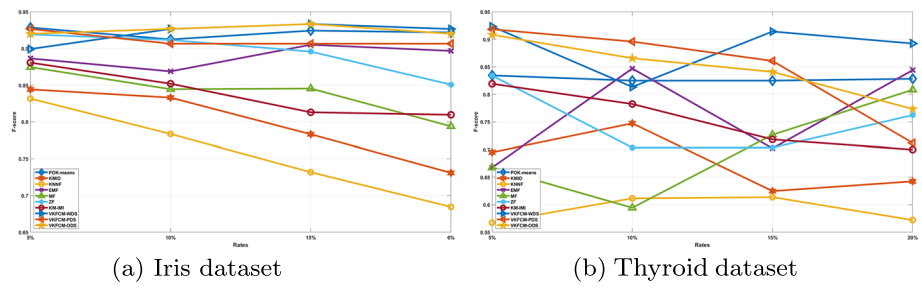 0.95
0.9
0.85
0.8
0.75
0.7
0.65
F-score
5%
10%
15%
6%
Rates
POK-means
KMID
KNNF
EMF
MF
ZF
KM-IMI
VKFCM-WDS
VKFCM-PDS
VKFCM-ODS
(a) Iris dataset
0.95
0.9
0.85
0.8
0.75
0.7
0.65
0.6
0.55
F-score
5%
10%
15%
20%
Rates
POK-means
KMID
KNNF
EMF
MF
ZF
KM-IMI
VKFCM-WDS
VKFCM-PDS
VKFCM-ODS
(b) Thyroid dataset